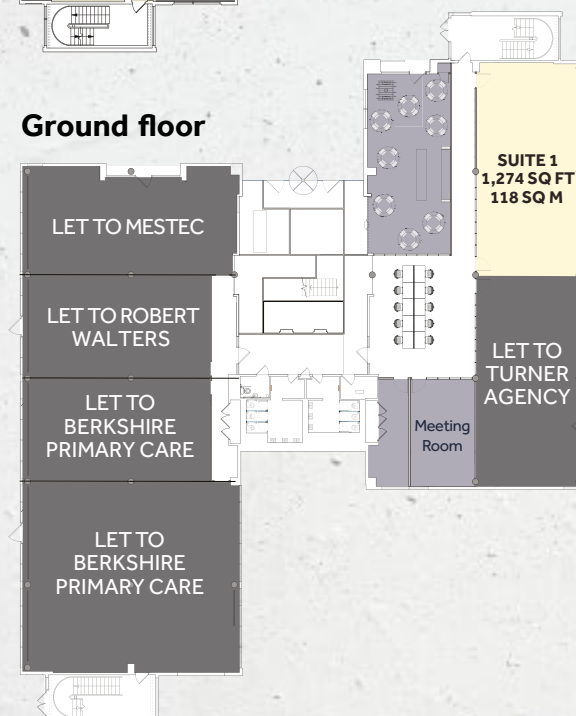 Ground floor
LET TO MESTEC
LET TO ROBERT
WALTERS
LET TO
BERKSHIRE
PRIMARY CARE
LET TO
BERKSHIRE
PRIMARY CARE
SUITE 1
1,274 SQ FT
118 SQ M
LET TO
TURNER
AGENCY
Meeting
Room